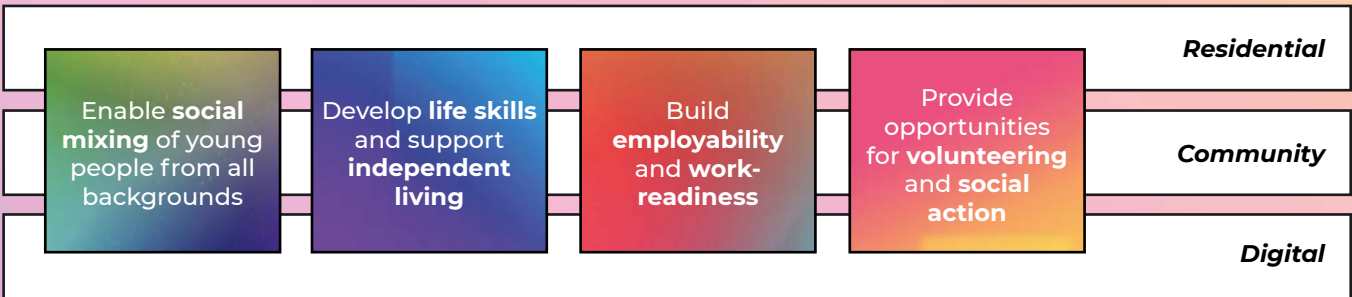 Enable social
mixing of young
people from all
backgrounds
Develop life skills
and support
independent
living
Build
employability
and work-
readiness
Provide
opportunities
for volunteering
and social
action
Residential
Community
Digital